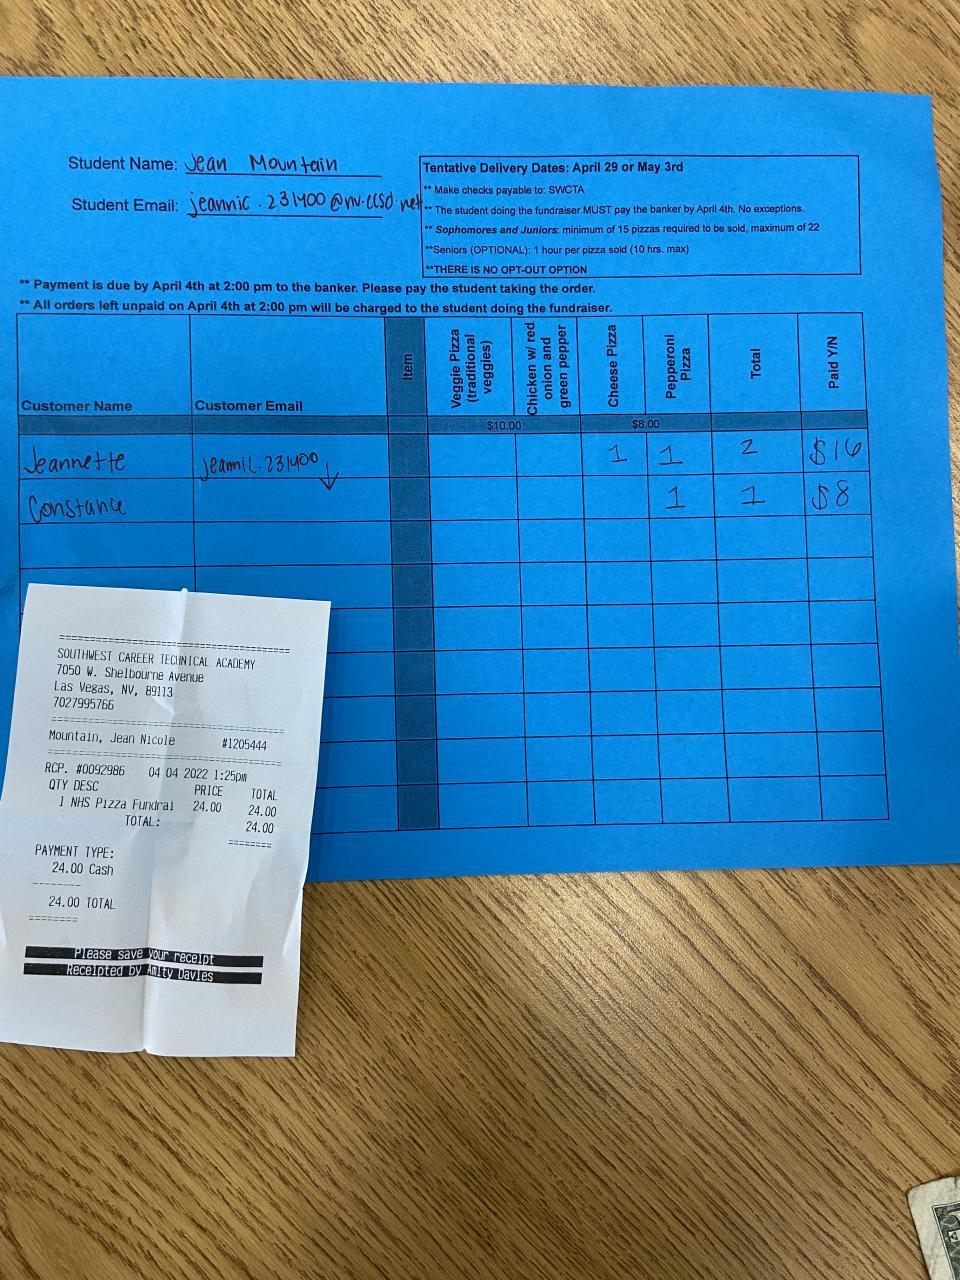 Student Name: Jean Mountain
Student Email: jeannic.231400@nv.ccsd.net
Tentative Delivery Dates: April 29 or May 3rd
** Make checks payable to: SWCTA
** The student doing the fundraiser MUST pay the banker by April 4th. No exceptions.
** Sophomores and Juniors: minimum of 15 pizzas required to be sold, maximum of 22
**Seniors (OPTIONAL): 1 hour per pizza sold (10 hrs. max)
**THERE IS NO OPT-OUT OPTION
** Payment is due by April 4th at 2:00 pm to the banker. Please pay the student taking the order.
** All orders left unpaid on April 4th at 2:00 pm will be charged to the student doing the fundraiser.
Customer Name
Customer Email
Item
Veggie Pizza
(traditional
veggies)
Chicken w/ red
onion and
green pepper
Cheese Pizza
Pepperoni
Pizza
Total
Paid Y/N
$10.00 $8.00
Jeannette jeannic.231400 1 1 2 $16
Constance 1 1 $8
SOUTHWEST CAREER TECHNICAL ACADEMY
7050 W. Shelbourne Avenue
Las Vegas, NV, 89113
7027995766
Mountain, Jean Nicole #1205444
RCP. #0092986 04 04 2022 1:25pm
QTY DESC PRICE TOTAL
1 NHS Pizza Fundrai 24.00 24.00
TOTAL: 24.00
PAYMENT TYPE:
24.00 Cash
24.00 TOTAL
Please save your receipt
Receipted by Amity Davies